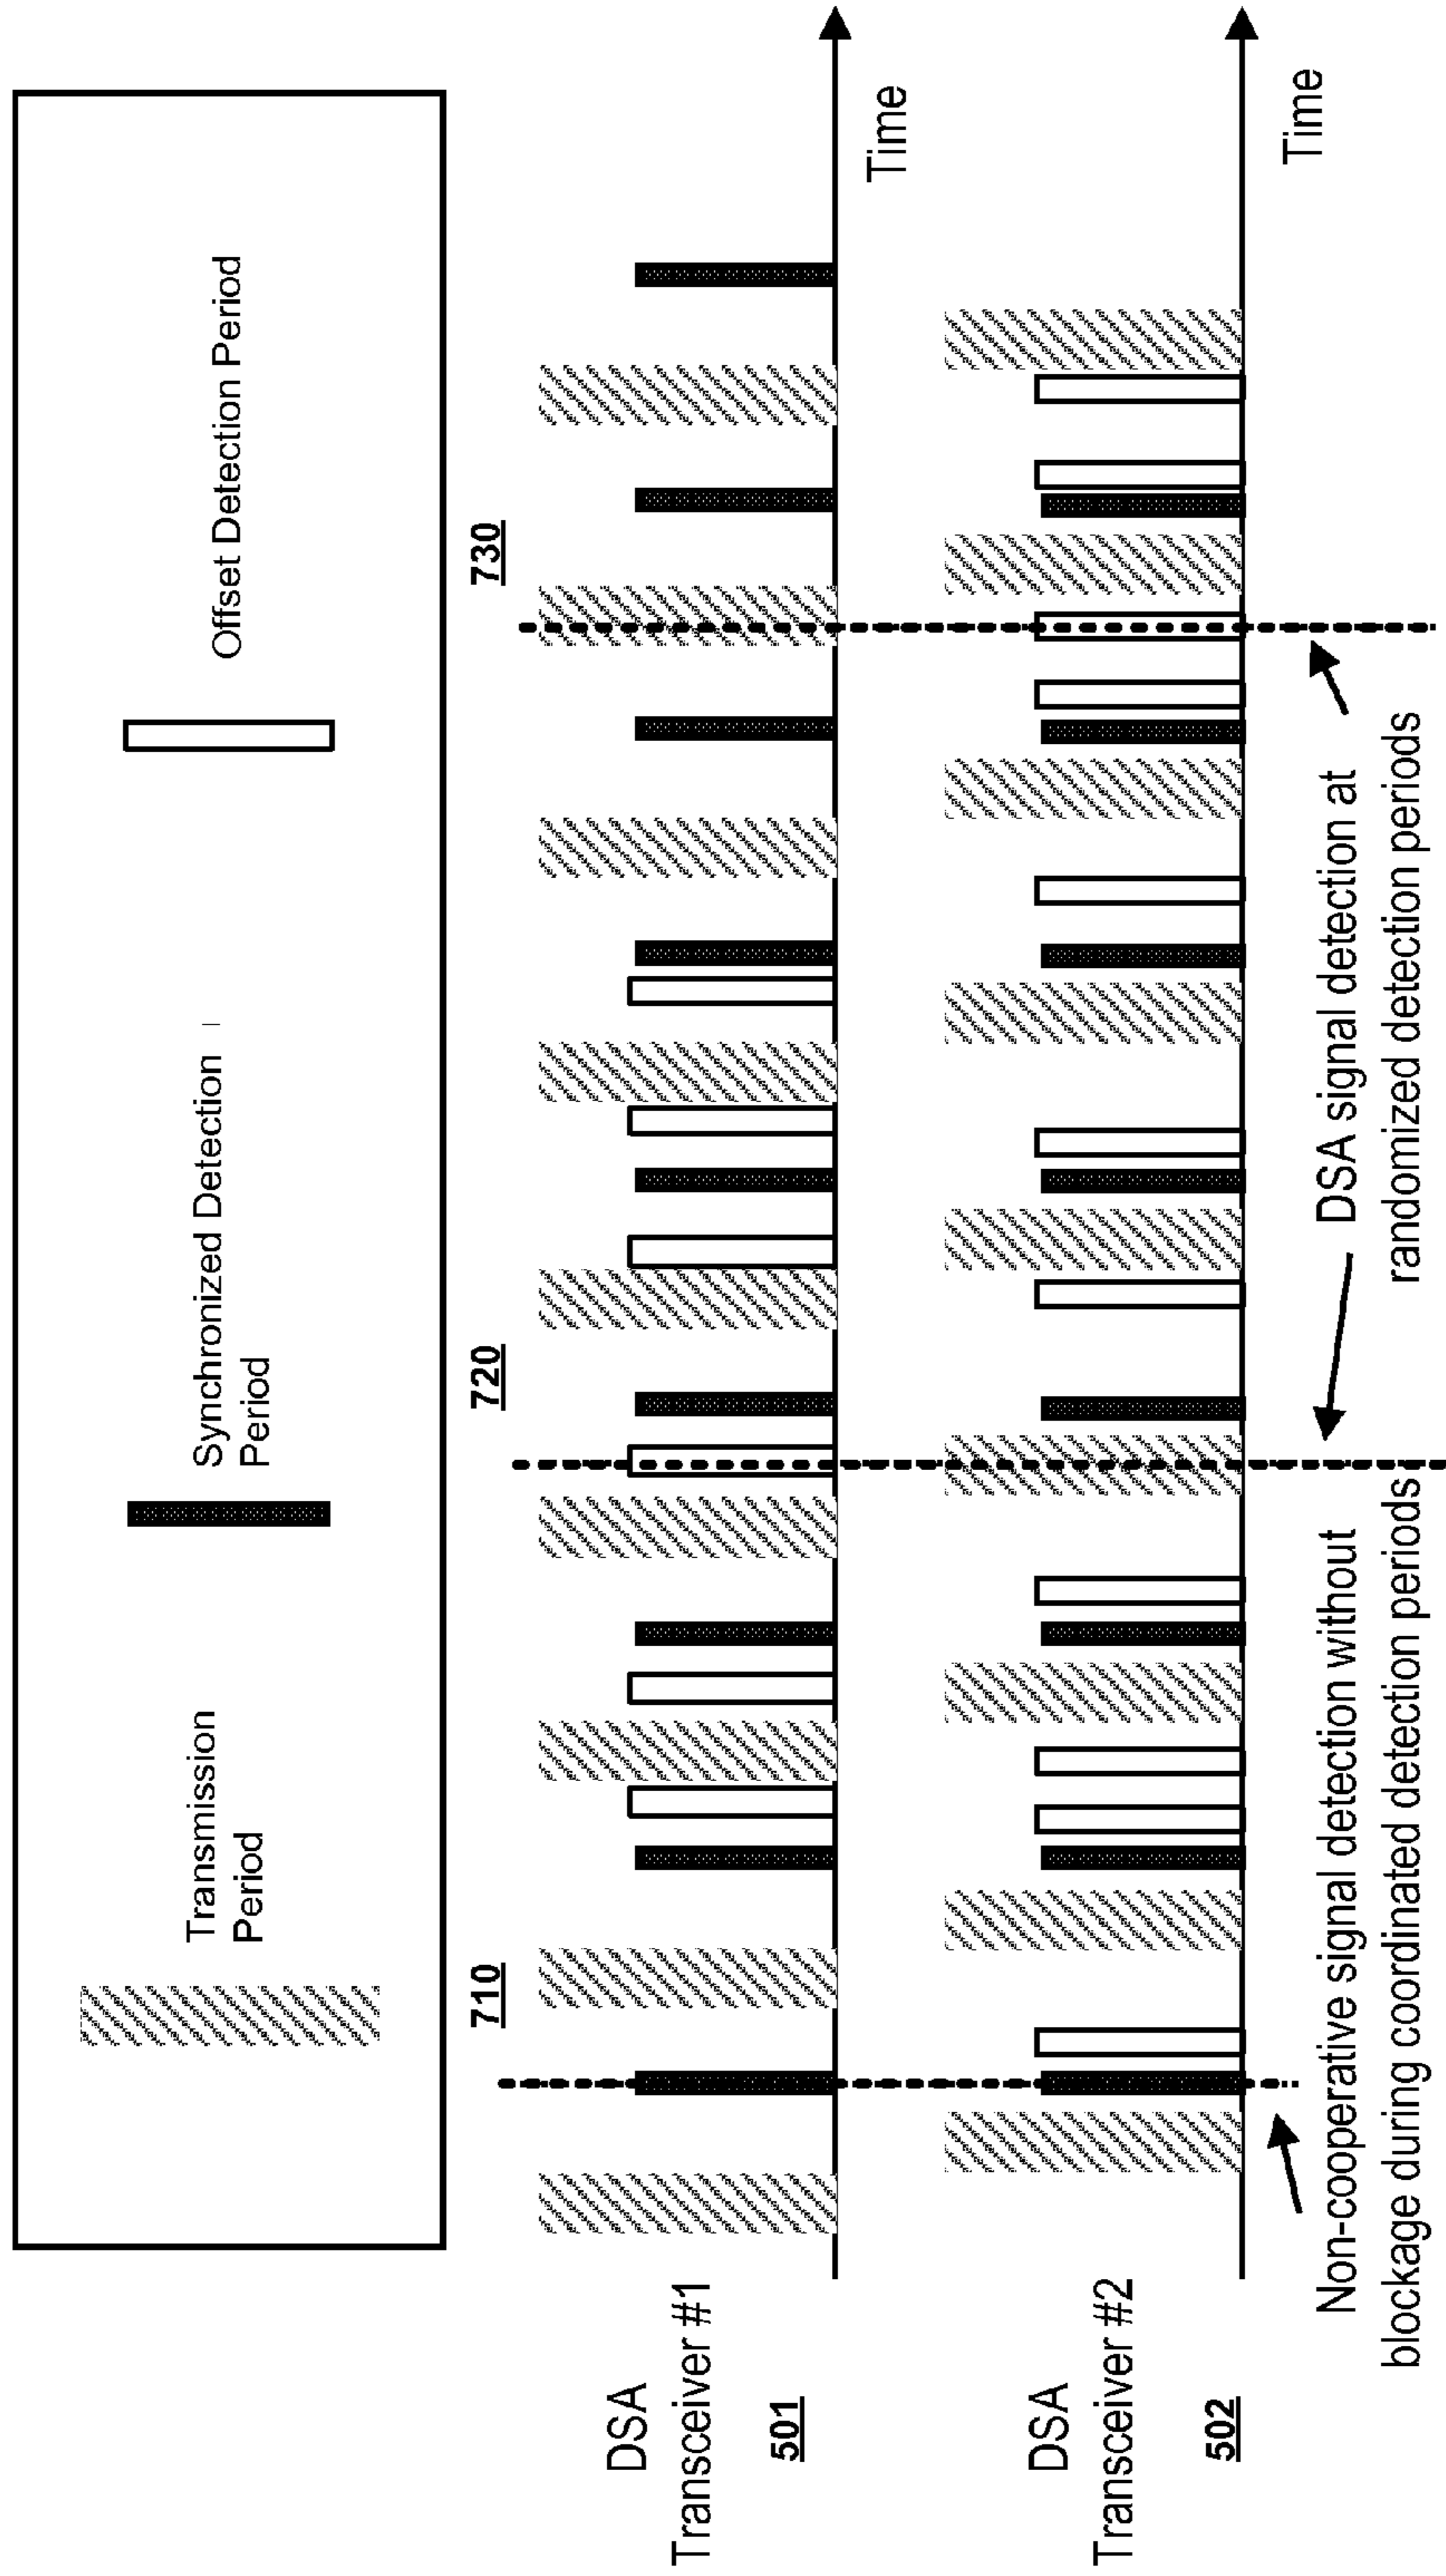 Transmission
Period
Synchronized Detection
Period
Offset Detection Period
710
720
730
DSA
Transceiver #1
501
Time
DSA
Transceiver #2
502
Time
Non-cooperative signal detection without
blockage during coordinated detection periods
DSA signal detection at
randomized detection periods